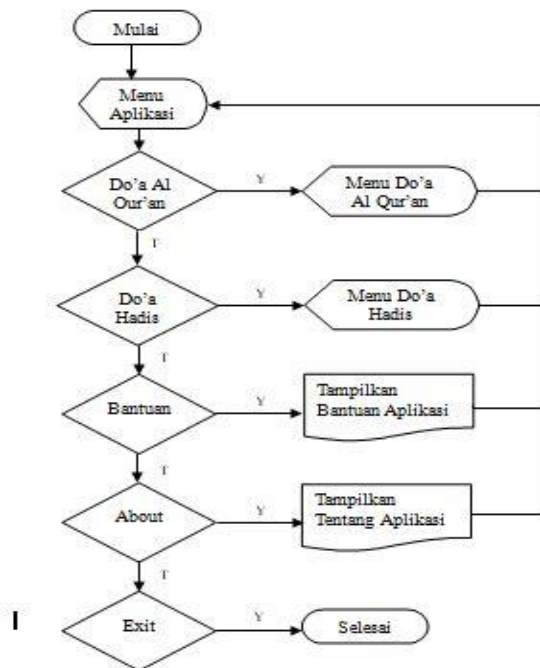 Mulai
Menu
Aplikasi
Do'a Al
Qur'an
Y
Menu Do'a
Al Qur'an
T
Do'a
Hadis
Y
Menu Do'a
Hadis
T
Bantuan
Y
Tampilkan
Bantuan Aplikasi
T
About
Y
Tampilkan
Tentang Aplikasi
T
I
Exit
Y
Selesai